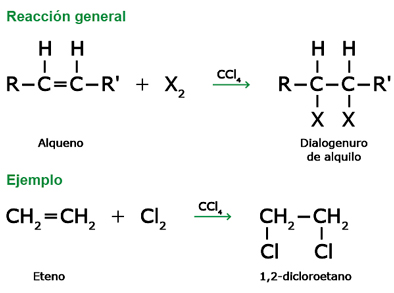 Reacción general
H H H H
R–C=C–R' + X₂ CCl₄ → R–C–C–R'
X X
Alqueno Dialogenuro
de alquilo
Ejemplo
CH₂=CH₂ + Cl₂ CCl₄ → CH₂–CH₂
Cl Cl
Eteno 1,2-dicloroetano